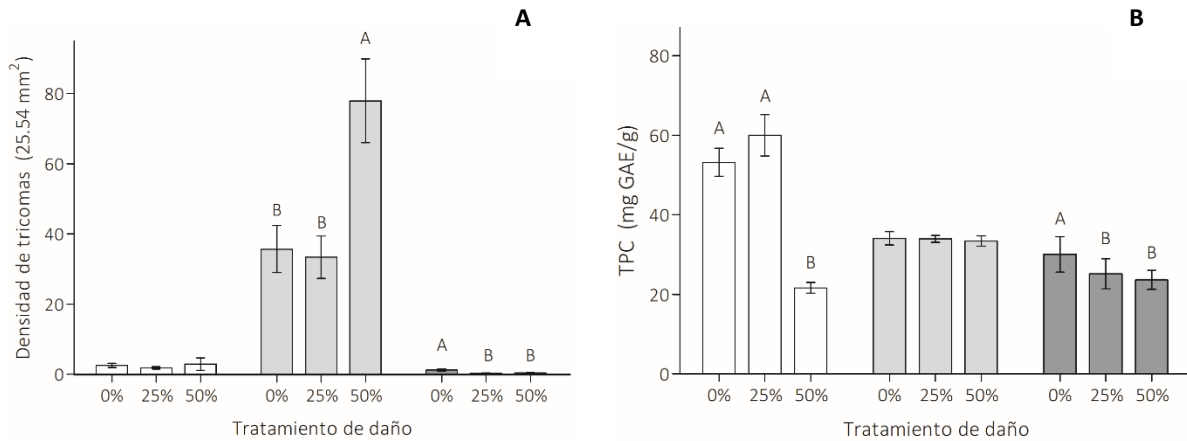 A
Densidad de tricomas (25.54 mm²)
80
60
40
20
0
A
B
B
A
B
B
0% 25% 50% 0% 25% 50% 0% 25% 50%
Tratamiento de daño
B
TPC (mg GAE/g)
80
60
40
20
0
A
A
B
A
B
B
0% 25% 50% 0% 25% 50% 0% 25% 50%
Tratamiento de daño